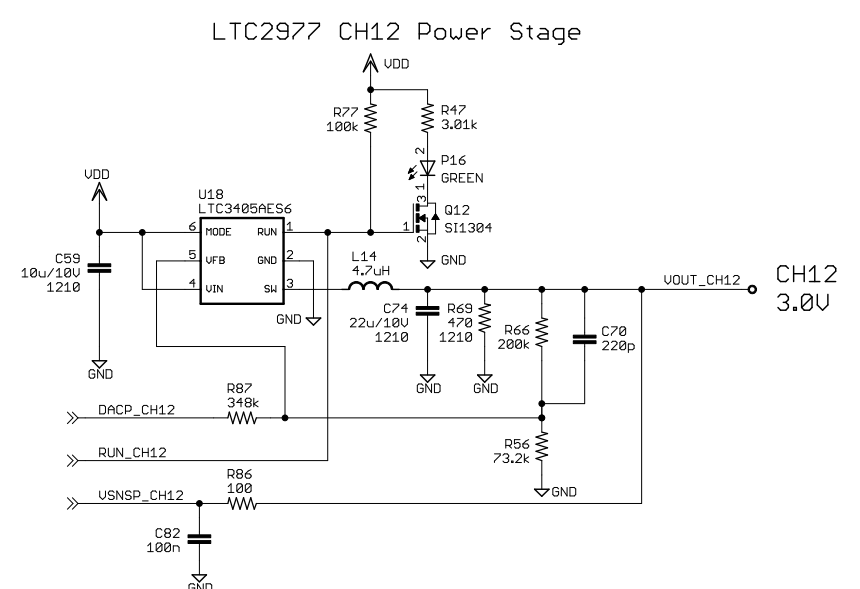 LTC2977 CH12 Power Stage
VDD
R77
100k
R47
3.01k
2
P16
GREEN
1
VDD
U18
LTC3405AES6
3
Q12
SI1304
1
2
GND
6 MODE RUN 1
5 VFB GND 2
4 VIN SW 3
C59
10u/10V
1210
GND
GND
L14
4.7uH
C74
22u/10V
1210
GND
R69
470
1210
GND
R66
200k
C70
220p
VOUT_CH12
CH12
3.0V
DACP_CH12
R87
348k
R56
73.2k
GND
RUN_CH12
VSNSP_CH12
R86
100
C82
100n
GND